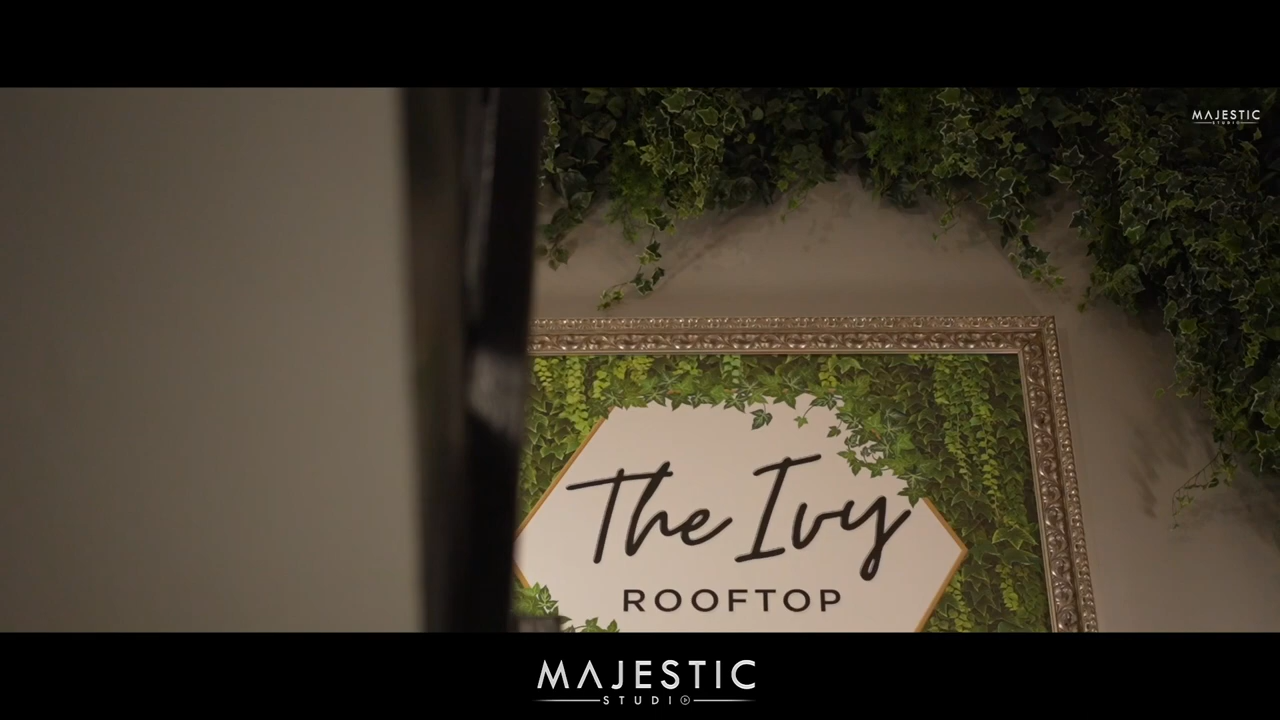 MAJESTIC
STUDIO
The Ivy
ROOFTOP
MAJESTIC
STUDIO